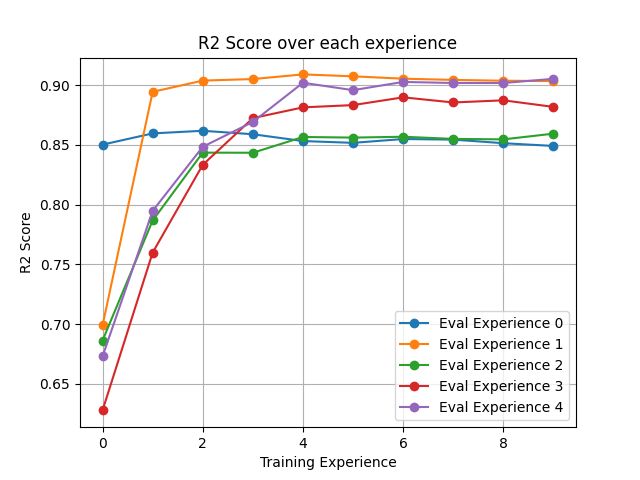 R2 Score over each experience
R2 Score
0.90
0.85
0.80
0.75
0.70
0.65
0 2 4 6 8
Training Experience
Eval Experience 0
Eval Experience 1
Eval Experience 2
Eval Experience 3
Eval Experience 4